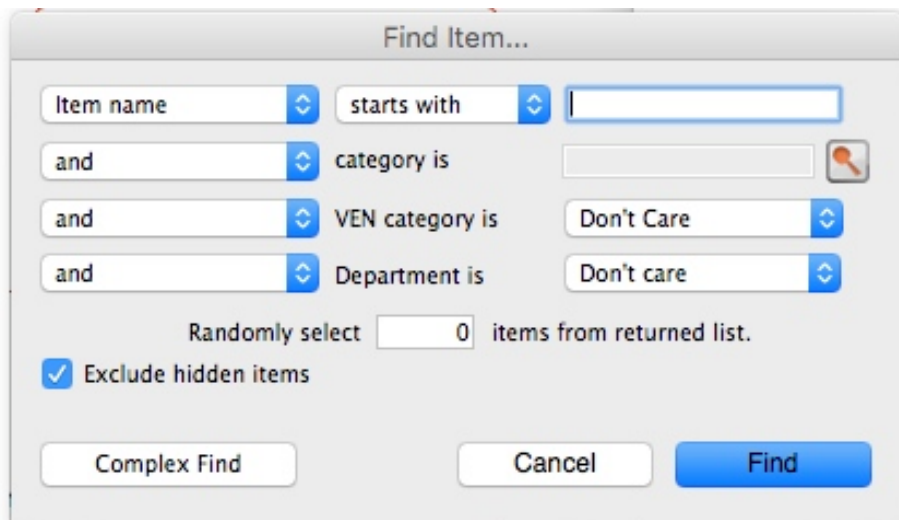 Find Item...
Item name starts with
and category is
and VEN category is Don't Care
and Department is Don't care
Randomly select 0 items from returned list.
Exclude hidden items
Complex Find Cancel Find